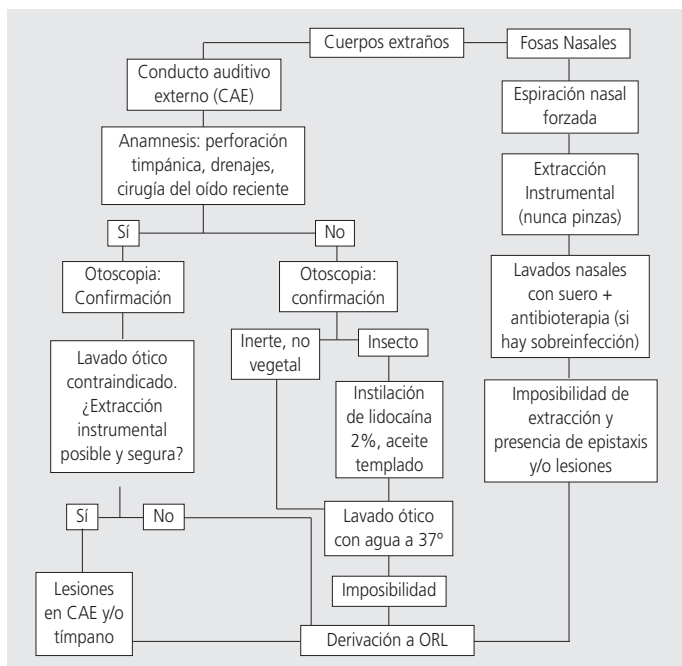 Cuerpos extraños
Fosas Nasales
Conducto auditivo
externo (CAE)
Espiración nasal
forzada
Anamnesis: perforación
timpánica, drenajes,
cirugía del oído reciente
Extracción
Instrumental
(nunca pinzas)
Sí
No
Otoscopia:
Confirmación
Otoscopia:
confirmación
Lavados nasales
con suero +
antibioterapia (si
hay sobreinfección)
Inerte, no
vegetal
Insecto
Lavado ótico
contraindicado.
¿Extracción
instrumental
posible y segura?
Instilación
de lidocaína
2%, aceite
templado
Imposibilidad de
extracción y
presencia de epistaxis
y/o lesiones
Sí
No
Lavado ótico
con agua a 37º
Lesiones
en CAE y/o
tímpano
Imposibilidad
Derivación a ORL